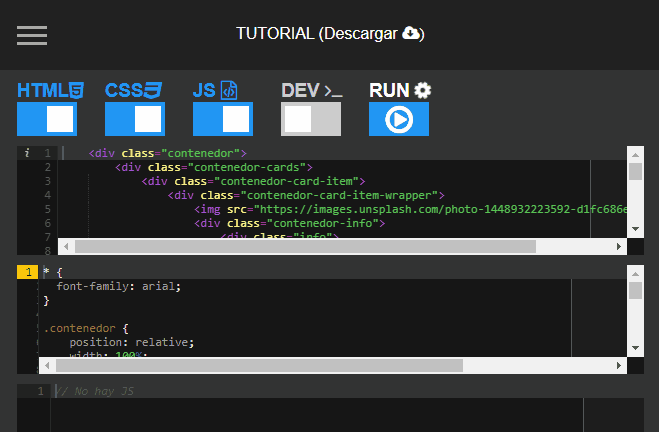 TUTORIAL (Descargar )
HTML CSS JS DEV >_ RUN
i 1 <div class="contenedor">
2 <div class="contenedor-cards">
3 <div class="contenedor-card-item">
4 <div class="contenedor-card-item-wrapper">
5 <img src="https://images.unsplash.com/photo-1448932223592-d1fc686e
6 <div class="contenedor-info">
7 <div class="info">
8
1 * {
font-family: arial;
}
.contenedor {
position: relative;
width: 100%;
1 // No hay JS